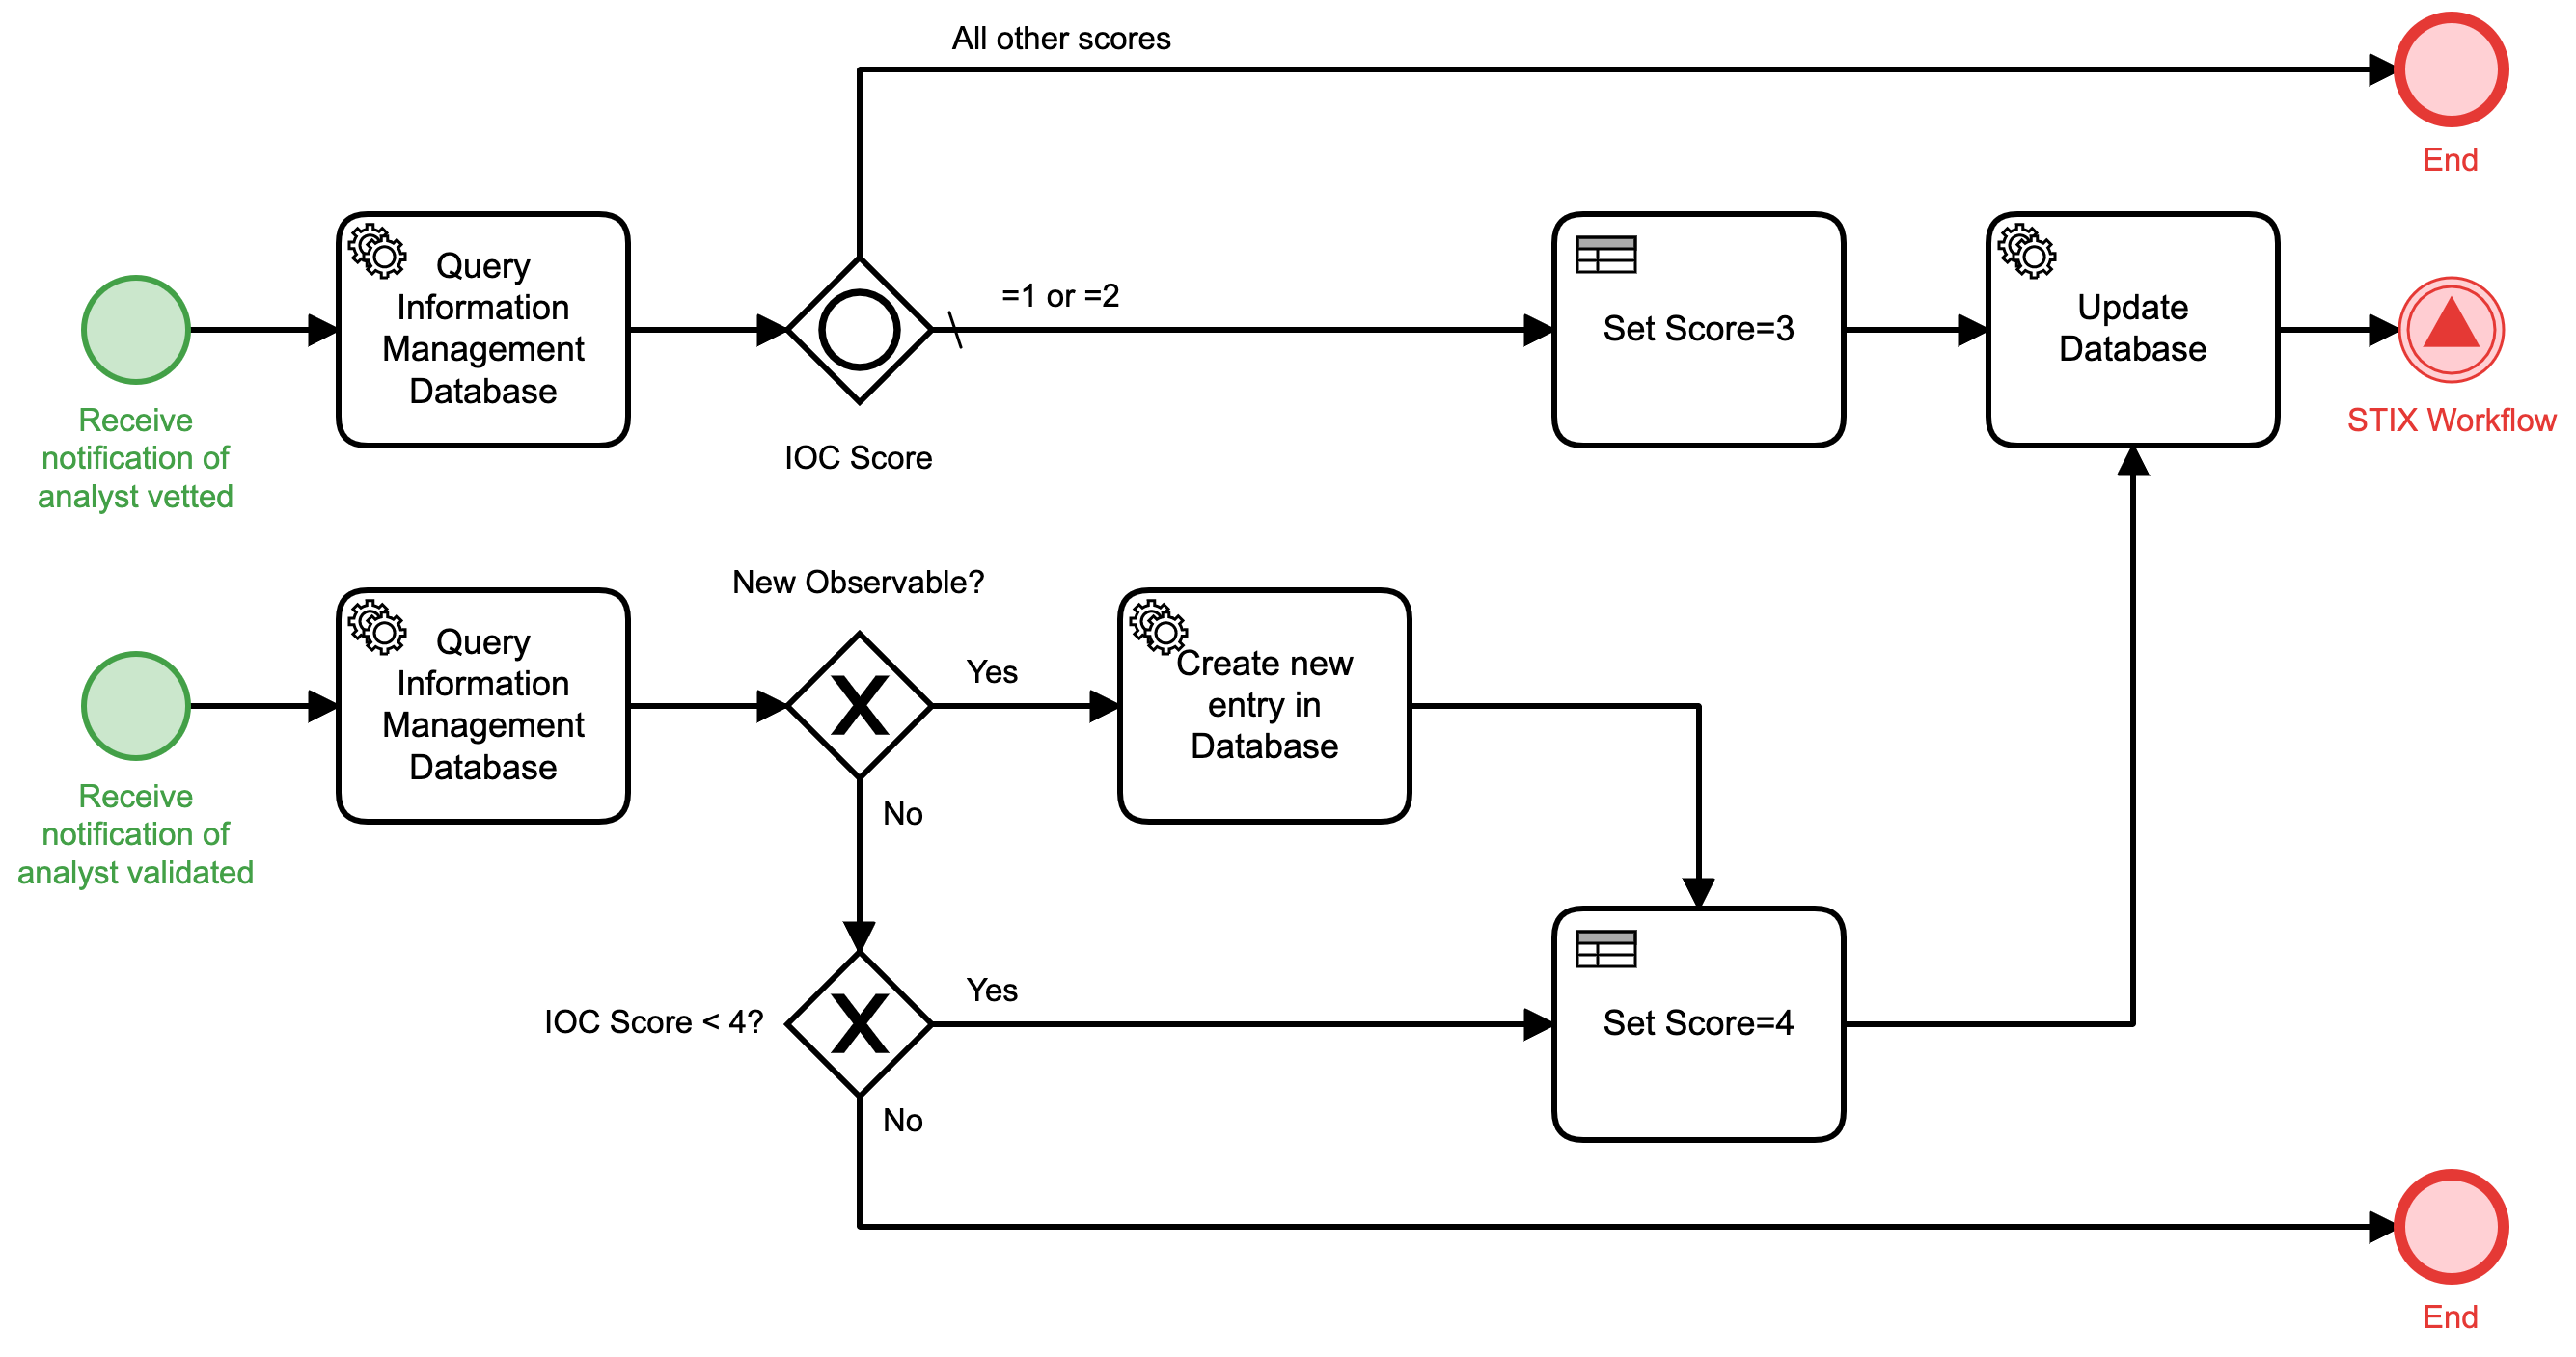 All other scores
End
Query
Information
Management
Database
=1 or =2
Set Score=3
Update
Database
Receive
notification of
analyst vetted
IOC Score
STIX Workflow
New Observable?
Query
Information
Management
Database
Yes
Create new
entry in
Database
Receive
notification of
analyst validated
No
IOC Score < 4?
Yes
Set Score=4
No
End